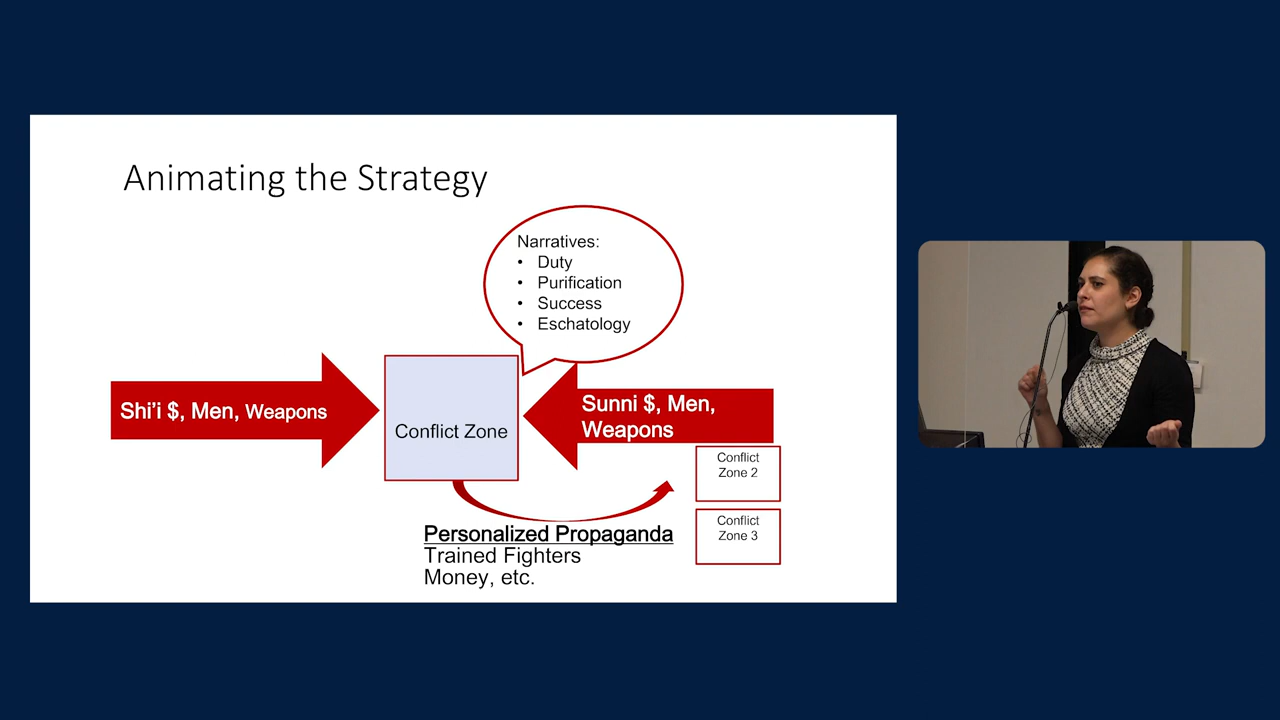 Animating the Strategy
Narratives:
• Duty
• Purification
• Success
• Eschatology
Shi'i $, Men, Weapons
Conflict Zone
Sunni $, Men,
Weapons
Conflict
Zone 2
Conflict
Zone 3
Personalized Propaganda
Trained Fighters
Money, etc.